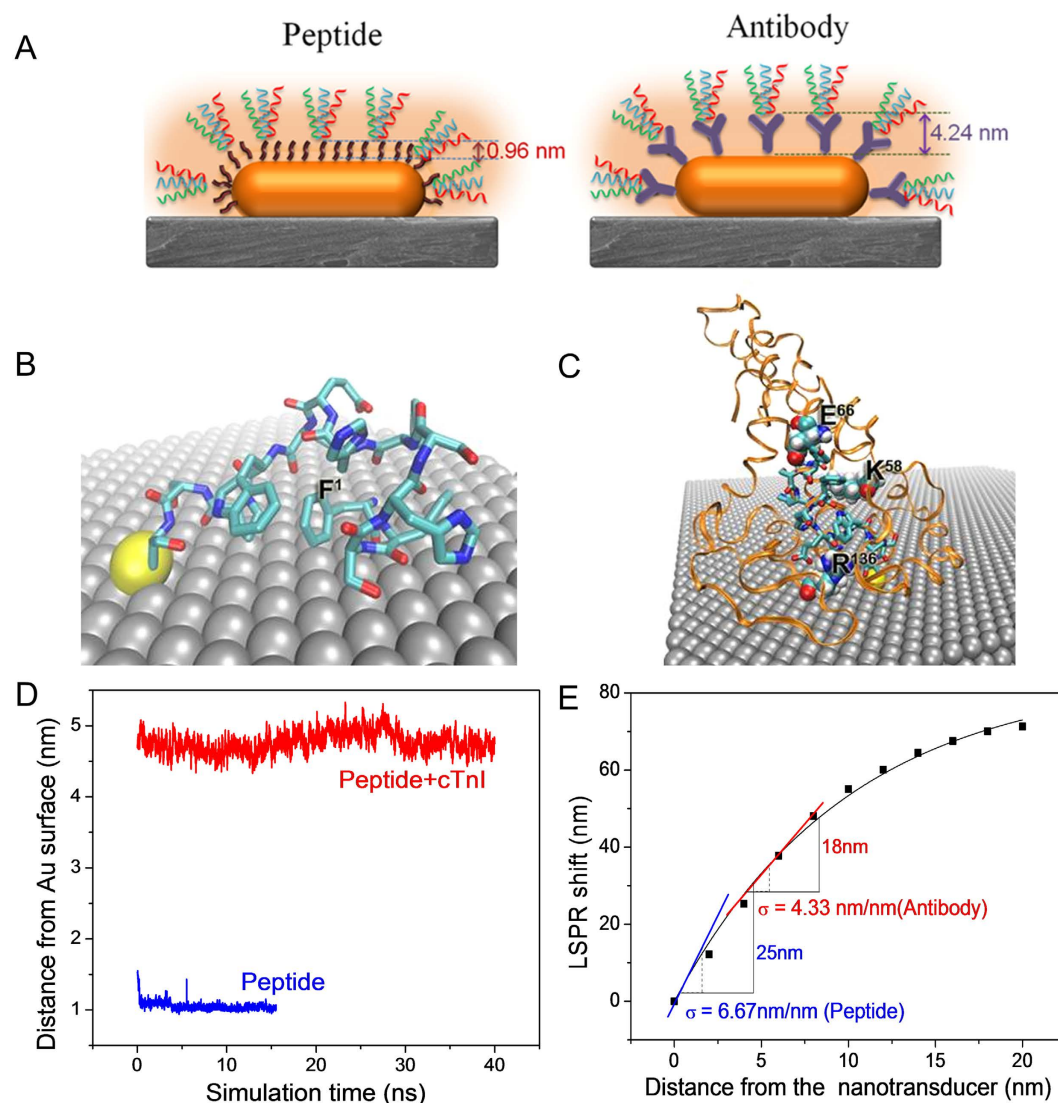 A
Peptide
Antibody
0.96 nm
4.24 nm
B
F¹
C
E⁶⁶
K⁵⁸
R¹³⁶
D
Distance from Au surface (nm)
5
4
3
2
1
Peptide+cTnI
Peptide
0 10 20 30 40
Simulation time (ns)
E
LSPR shift (nm)
80
60
40
20
0
18nm
σ = 4.33 nm/nm(Antibody)
25nm
σ = 6.67nm/nm (Peptide)
0 5 10 15 20
Distance from the nanotransducer (nm)